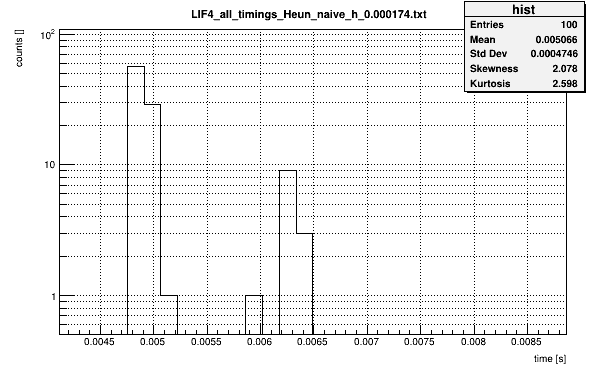 LIF4_all_timings_Heun_naive_h_0.000174.txt
hist
Entries 100
Mean 0.005066
Std Dev 0.0004746
Skewness 2.078
Kurtosis 2.598
counts []
10²
10
1
0.0045 0.005 0.0055 0.006 0.0065 0.007 0.0075 0.008 0.0085
time [s]